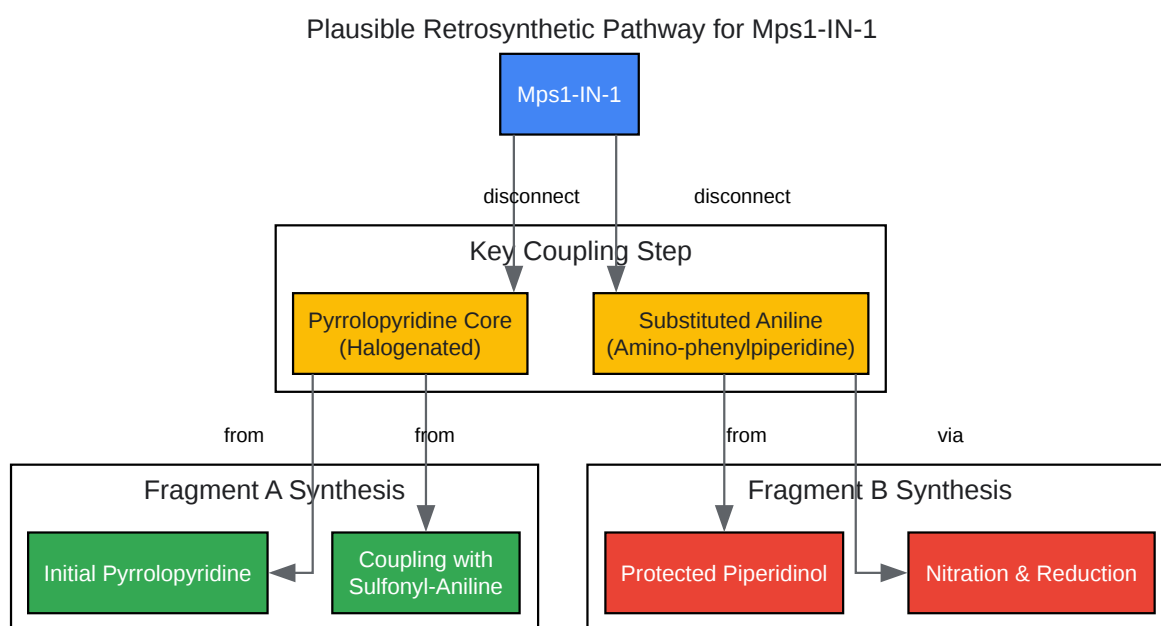 Plausible Retrosynthetic Pathway for Mps1-IN-1
Mps1-IN-1
disconnect
disconnect
Key Coupling Step
Pyrrolopyridine Core
(Halogenated)
Substituted Aniline
(Amino-phenylpiperidine)
from
from
from
via
Fragment A Synthesis
Fragment B Synthesis
Initial Pyrrolopyridine
Coupling with
Sulfonyl-Aniline
Protected Piperidinol
Nitration & Reduction